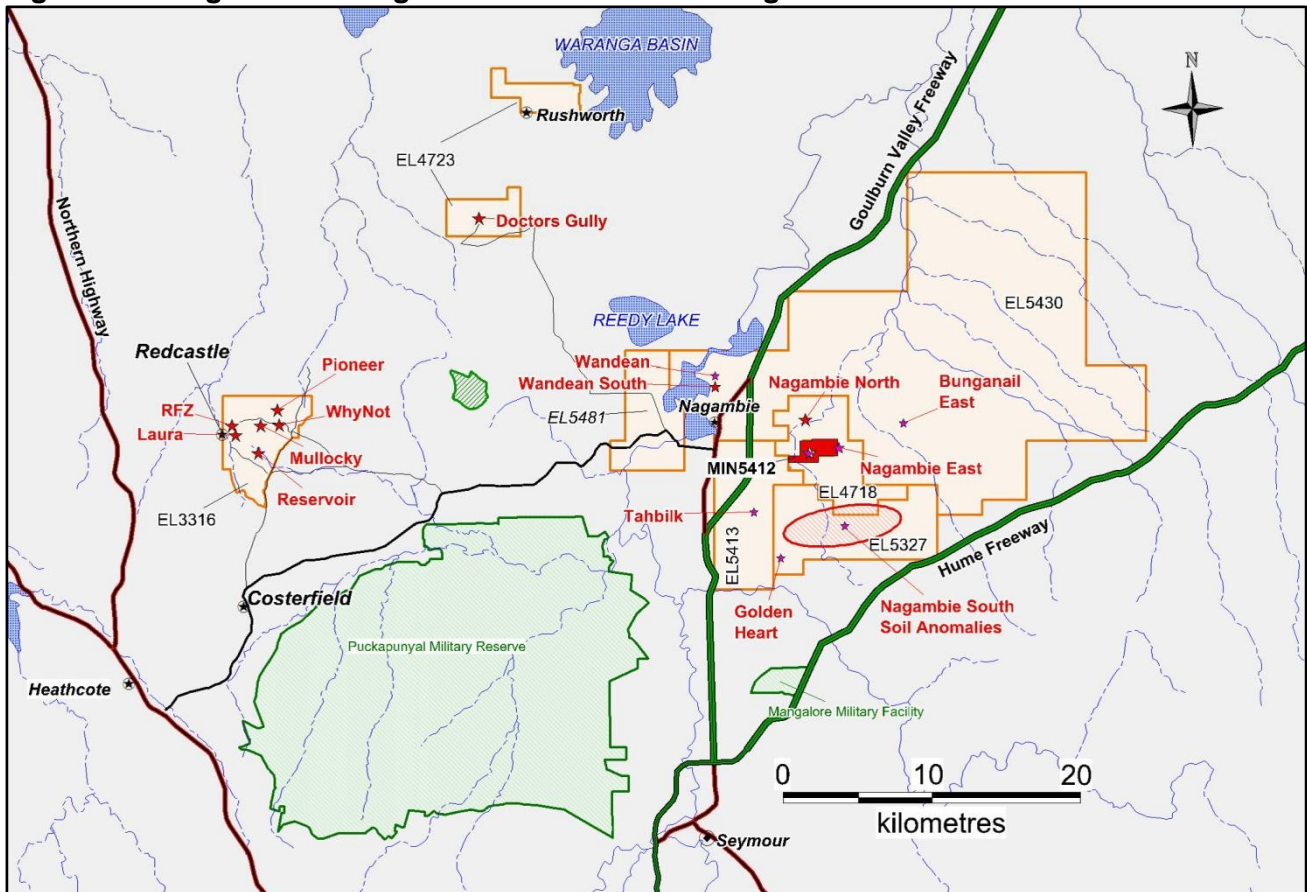 WARANGA BASIN
N
Rushworth
EL4723
Goulburn Valley Freeway
Northern Highway
Doctors Gully
EL5430
REEDY LAKE
Redcastle
Pioneer
Wandean
Wandean South
Nagambie North
Bunganail
East
RFZ
WhyNot
EL5481
Nagambie
Laura
Mullocky
MIN5412
Nagambie East
Reservoir
EL4718
EL3316
Tahbilk
EL5327
EL5413
Hume Freeway
Costerfield
Golden
Heart
Nagambie South
Soil Anomalies
Puckapunyal Military Reserve
Heathcote
Mangalore Military Facility
0 10 20
kilometres
Seymour